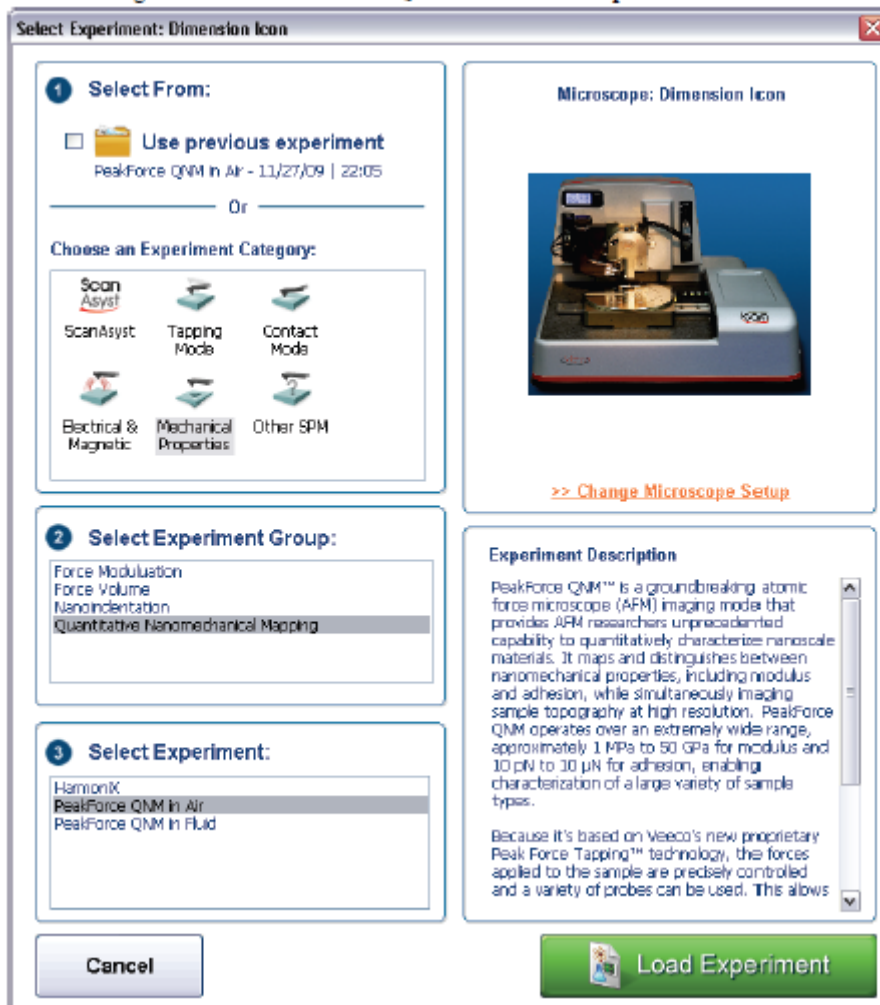 Select Experiment: Dimension Icon
1 Select From:
Use previous experiment
PeakForce QNM in Air - 11/27/09 | 22:05
Or
Choose an Experiment Category:
Scan
Asyst
ScanAsyst
Tapping
Mode
Contact
Mode
Electrical &
Magnetic
Mechanical
Properties
Other SPM
2 Select Experiment Group:
Force Moduluation
Force Volume
Nanoindentation
Quantitative Nanomechanical Mapping
3 Select Experiment:
HarmoniX
PeakForce QNM in Air
PeakForce QNM in Fluid
Cancel
Microscope: Dimension Icon
Icon
>> Change Microscope Setup
Experiment Description
PeakForce QNM™ is a groundbreaking atomic
force microscope (AFM) imaging mode that
provides AFM researchers unprecedented
capability to quantitatively characterize nanoscale
materials. It maps and distinguishes between
nanomechanical properties, including modulus
and adhesion, while simultaneously imaging
sample topography at high resolution. PeakForce
QNM operates over an extremely wide range,
approximately 1 MPa to 50 GPa for modulus and
10 pN to 10 µN for adhesion, enabling
characterization of a large variety of sample
types.
Because it's based on Veeco's new proprietary
Peak Force Tapping™ technology, the forces
applied to the sample are precisely controlled
and a variety of probes can be used. This allows
Load Experiment